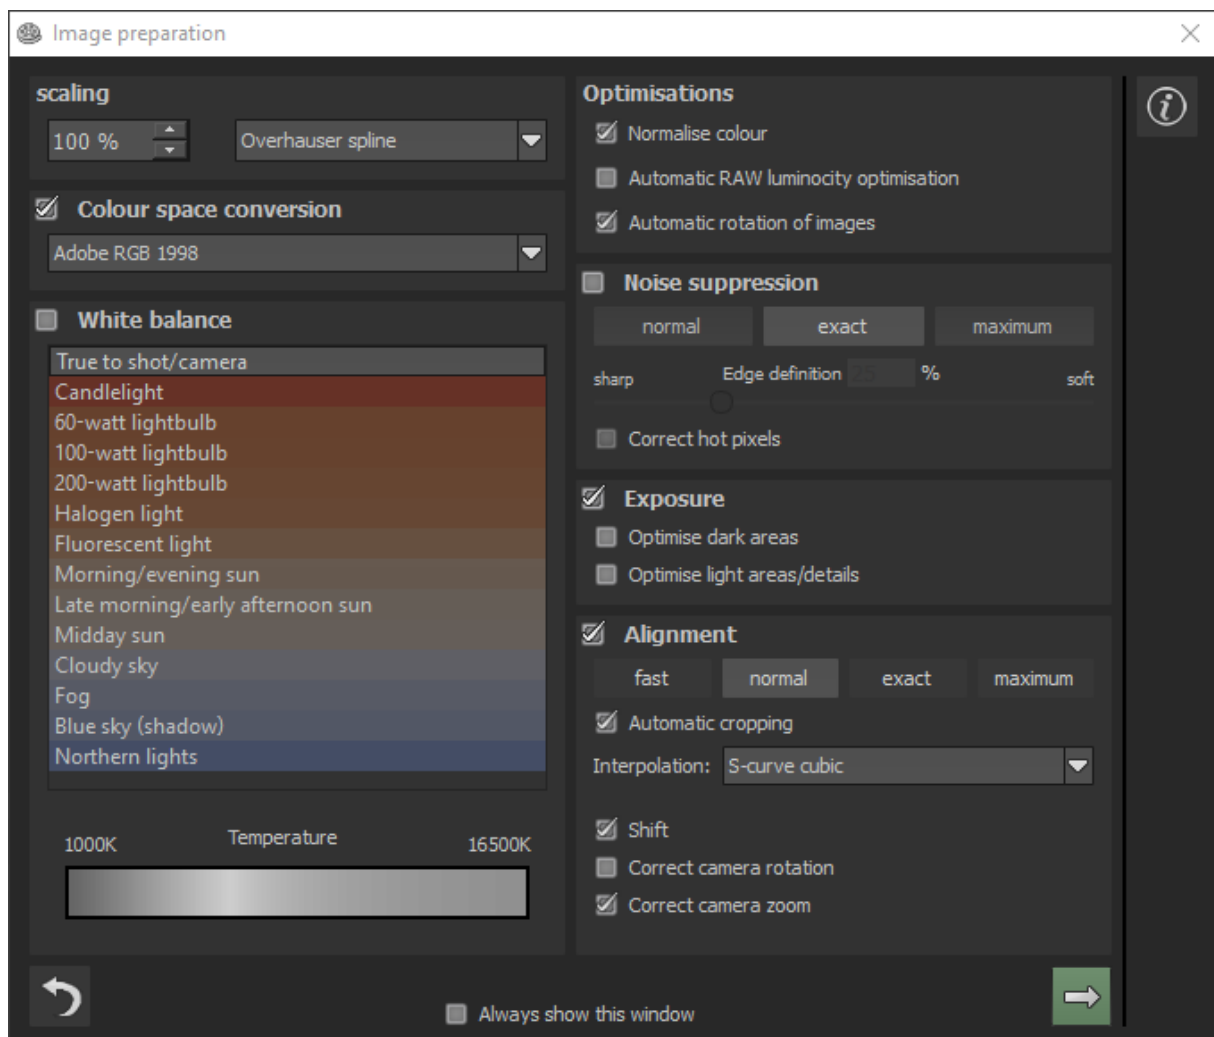 Image preparation
scaling
100 %
Overhauser spline
Colour space conversion
Adobe RGB 1998
White balance
True to shot/camera
Candlelight
60-watt lightbulb
100-watt lightbulb
200-watt lightbulb
Halogen light
Fluorescent light
Morning/evening sun
Late morning/early afternoon sun
Midday sun
Cloudy sky
Fog
Blue sky (shadow)
Northern lights
1000K Temperature 16500K
Optimisations
Normalise colour
Automatic RAW luminocity optimisation
Automatic rotation of images
Noise suppression
normal exact maximum
sharp Edge definition 25 % soft
Correct hot pixels
Exposure
Optimise dark areas
Optimise light areas/details
Alignment
fast normal exact maximum
Automatic cropping
Interpolation: S-curve cubic
Shift
Correct camera rotation
Correct camera zoom
Always show this window